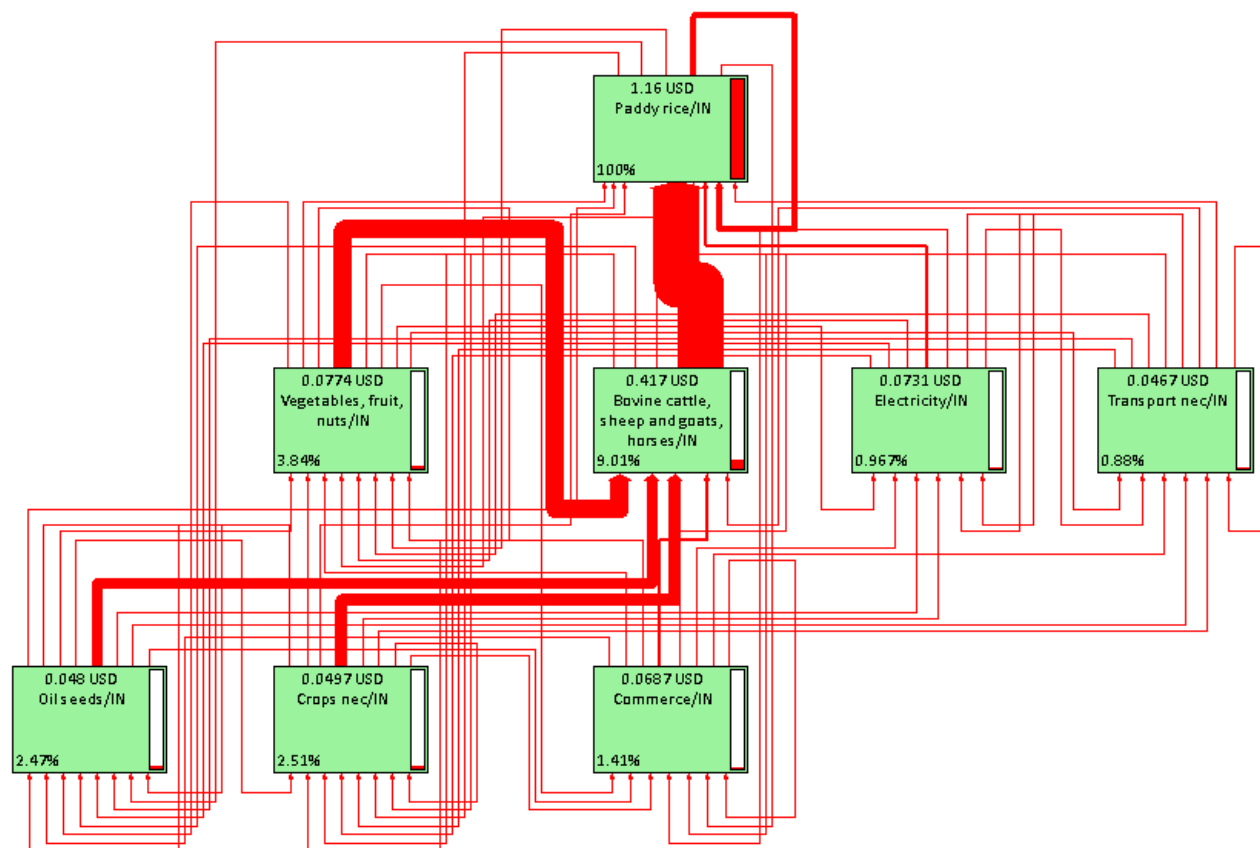 1.16 USD
Paddy rice/IN
100%
0.0774 USD
Vegetables, fruit,
nuts/IN
3.84%
0.417 USD
Bovine cattle,
sheep and goats,
horses/IN
9.01%
0.0731 USD
Electricity/IN
0.967%
0.0467 USD
Transport nec/IN
0.88%
0.048 USD
Oil seeds/IN
2.47%
0.0497 USD
Crops nec/IN
2.51%
0.0687 USD
Commerce/IN
1.41%